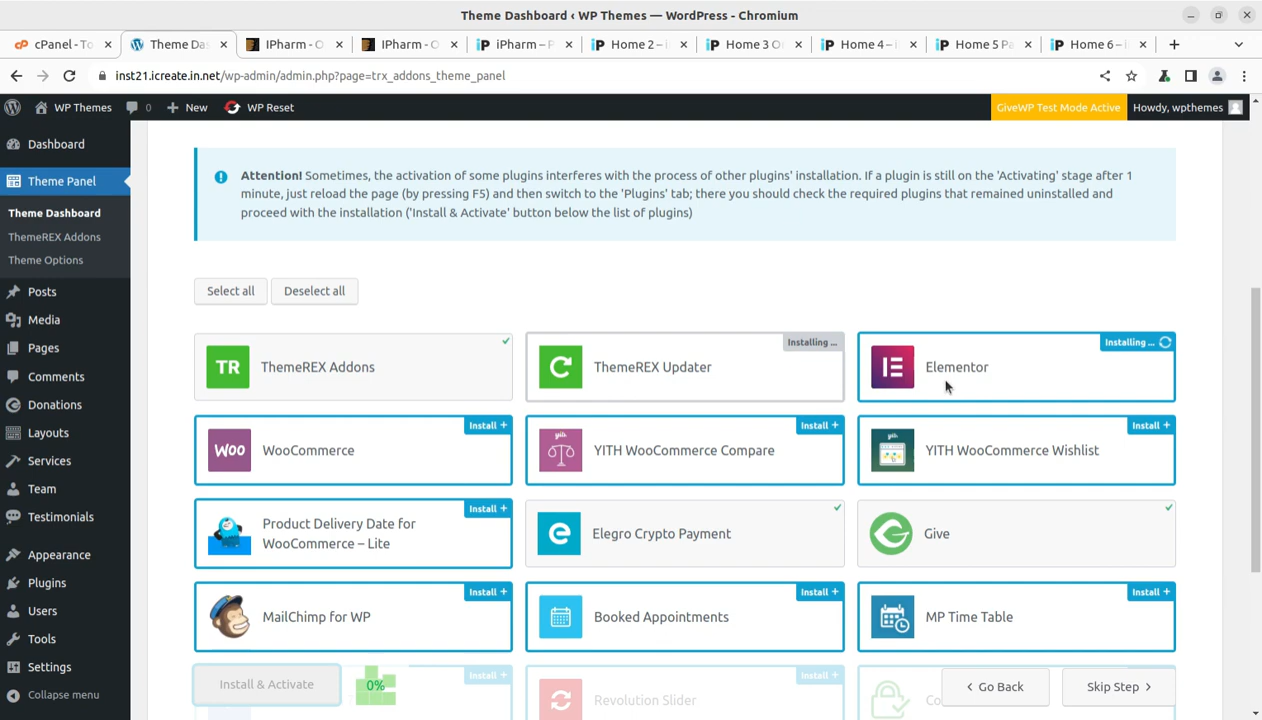 Theme Dashboard ‹ WP Themes — WordPress - Chromium
cPanel - To
Theme Da
IPharm - O
IPharm - O
iPharm – P
Home 2 –
Home 3 O
Home 4 –
Home 5 Pa
Home 6 –
inst21.icreate.in.net/wp-admin/admin.php?page=trx_addons_theme_panel
WP Themes
0
New
WP Reset
GiveWP Test Mode Active
Howdy, wpthemes
Dashboard
Theme Panel
Theme Dashboard
ThemeREX Addons
Theme Options
Posts
Media
Pages
Comments
Donations
Layouts
Services
Team
Testimonials
Appearance
Plugins
Users
Tools
Settings
Collapse menu
Attention! Sometimes, the activation of some plugins interferes with the process of other plugins' installation. If a plugin is still on the 'Activating' stage after 1
minute, just reload the page (by pressing F5) and then switch to the 'Plugins' tab; there you should check the required plugins that remained uninstalled and
proceed with the installation ('Install & Activate' button below the list of plugins)
Select all
Deselect all
TR
ThemeREX Addons
ThemeREX Updater
Installing ...
Elementor
Installing ...
WOO
WooCommerce
Install +
YITH
YITH WooCommerce Compare
Install +
YITH
YITH WooCommerce Wishlist
Install +
Product Delivery Date for
WooCommerce – Lite
Install +
Elegro Crypto Payment
Give
MailChimp for WP
Install +
Booked Appointments
Install +
MP Time Table
Install +
Install +
Revolution Slider
Install +
Co
Install +
Install & Activate
0%
Go Back
Skip Step